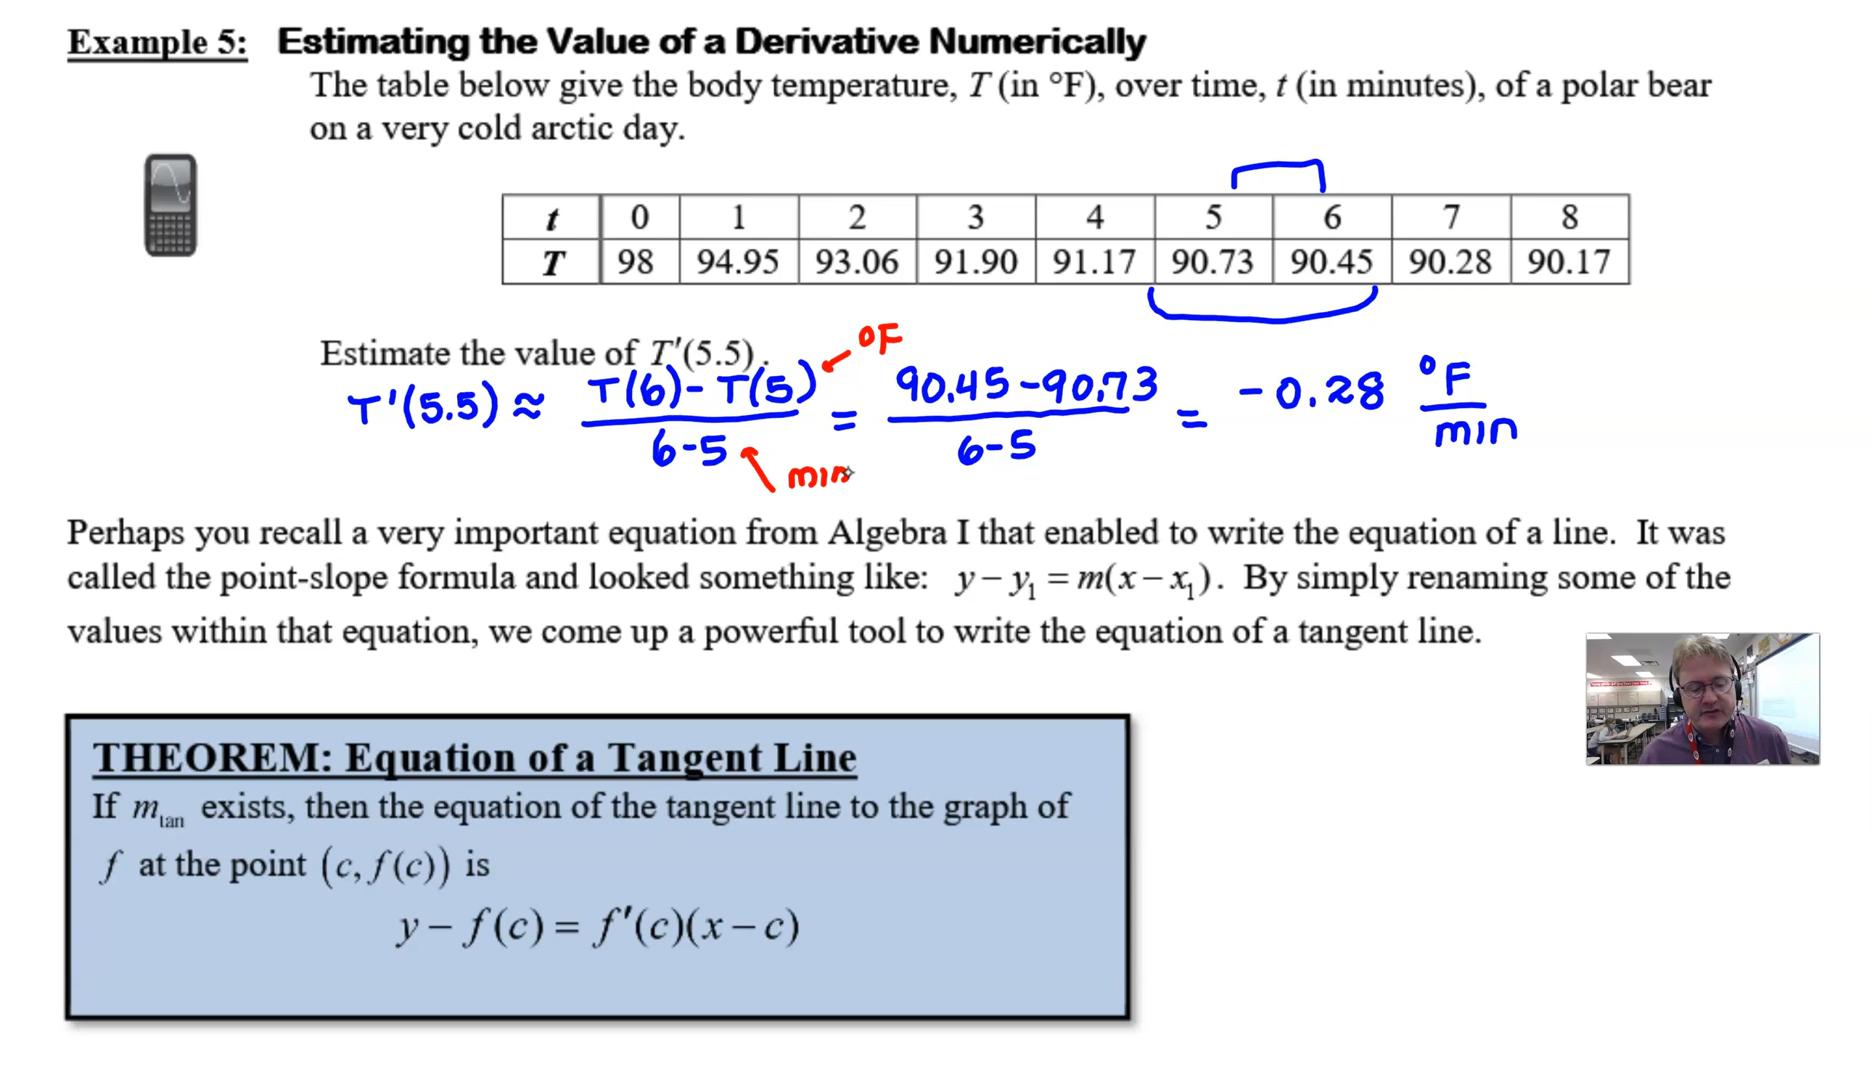 Example 5: Estimating the Value of a Derivative Numerically
The table below give the body temperature, T (in °F), over time, t (in minutes), of a polar bear
on a very cold arctic day.
t 0 1 2 3 4 5 6 7 8
T 98 94.95 93.06 91.90 91.17 90.73 90.45 90.28 90.17
Estimate the value of T′(5.5).
°F
T'(5.5) ≈ T(6)-T(5) / 6-5 = 90.45-90.73 / 6-5 = -0.28 °F/min
min
Perhaps you recall a very important equation from Algebra I that enabled to write the equation of a line. It was
called the point-slope formula and looked something like: y − y₁ = m(x − x₁). By simply renaming some of the
values within that equation, we come up a powerful tool to write the equation of a tangent line.
THEOREM: Equation of a Tangent Line
If mtan exists, then the equation of the tangent line to the graph of
f at the point (c, f(c)) is
y − f(c) = f′(c)(x − c)